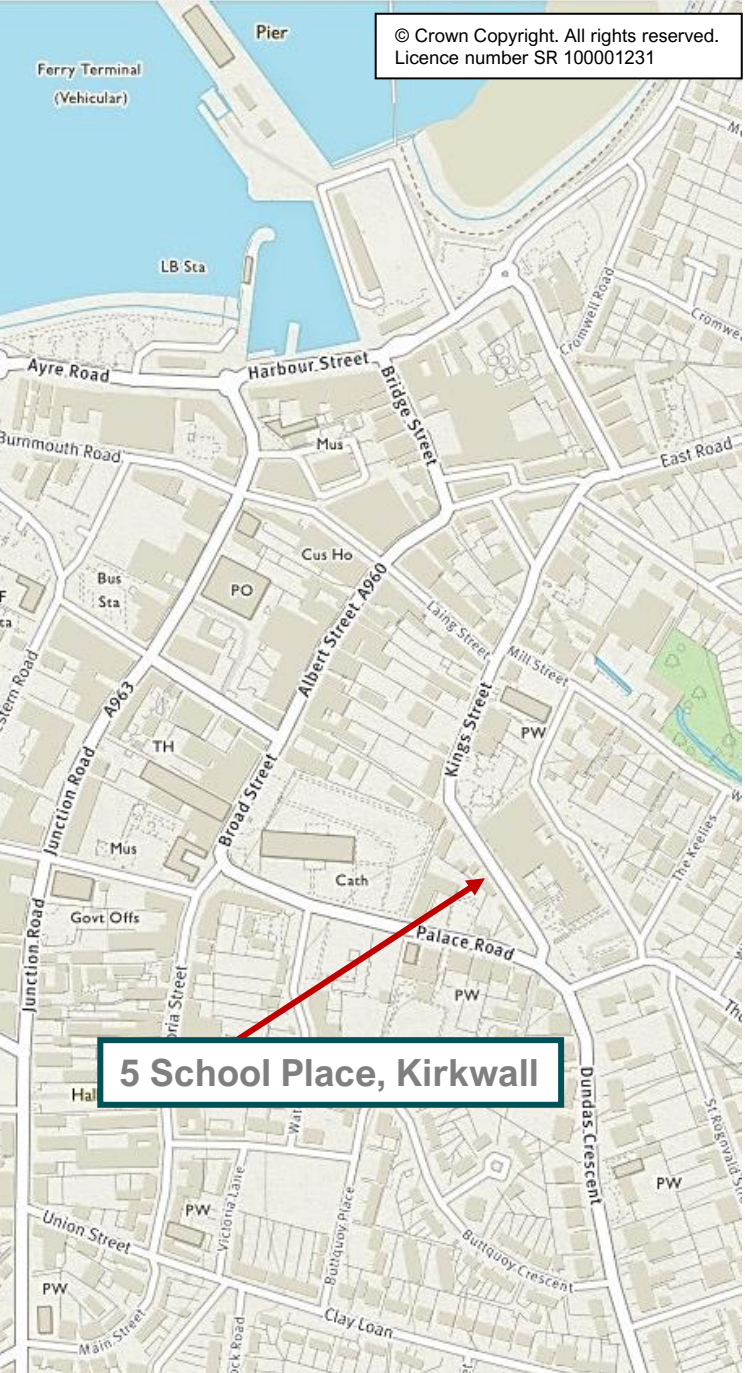 Pier
© Crown Copyright. All rights reserved.
Licence number SR 100001231
Ferry Terminal
(Vehicular)
LB Sta
Cromwell Road
Ayre Road
Harbour Street
Bridge Street
Burnmouth Road
Mus
East Road
Cus Ho
Bus
Sta
PO
Albert Street A960
Laing Street
Mill Street
A963
Kings Street
PW
TH
Junction Road
Broad Street
Mus
The Keelies
Cath
Govt Offs
Junction Road
Palace Road
PW
5 School Place, Kirkwall
Dundas Crescent
PW
PW
Victoria Lane
Buttquoy Place
Union Street
Buttquoy Crescent
PW
Main Street
Clay Loan